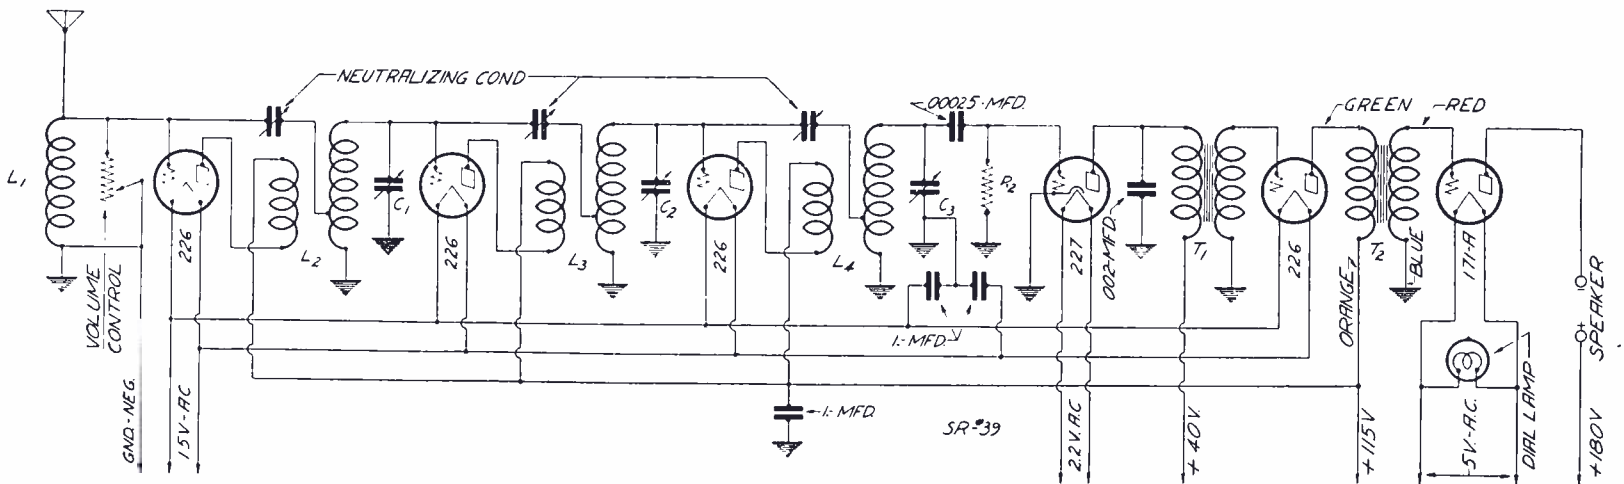 NEUTRALIZING COND
.00025-MFD.
GREEN
RED
L1
C1
C2
C3
R2
226
L2
226
L3
226
L4
227
.002-MFD.
T1
226
ORANGE
T2
BLUE
171-A
VOLUME
CONTROL
1.-MFD
GND.-NEG.
1.5V-AC
1.-MFD.
SR-#39
2.2V.A.C
+40V.
+115V
5V.-A.C.
DIAL LAMP
+180V
SPEAKER
+
-